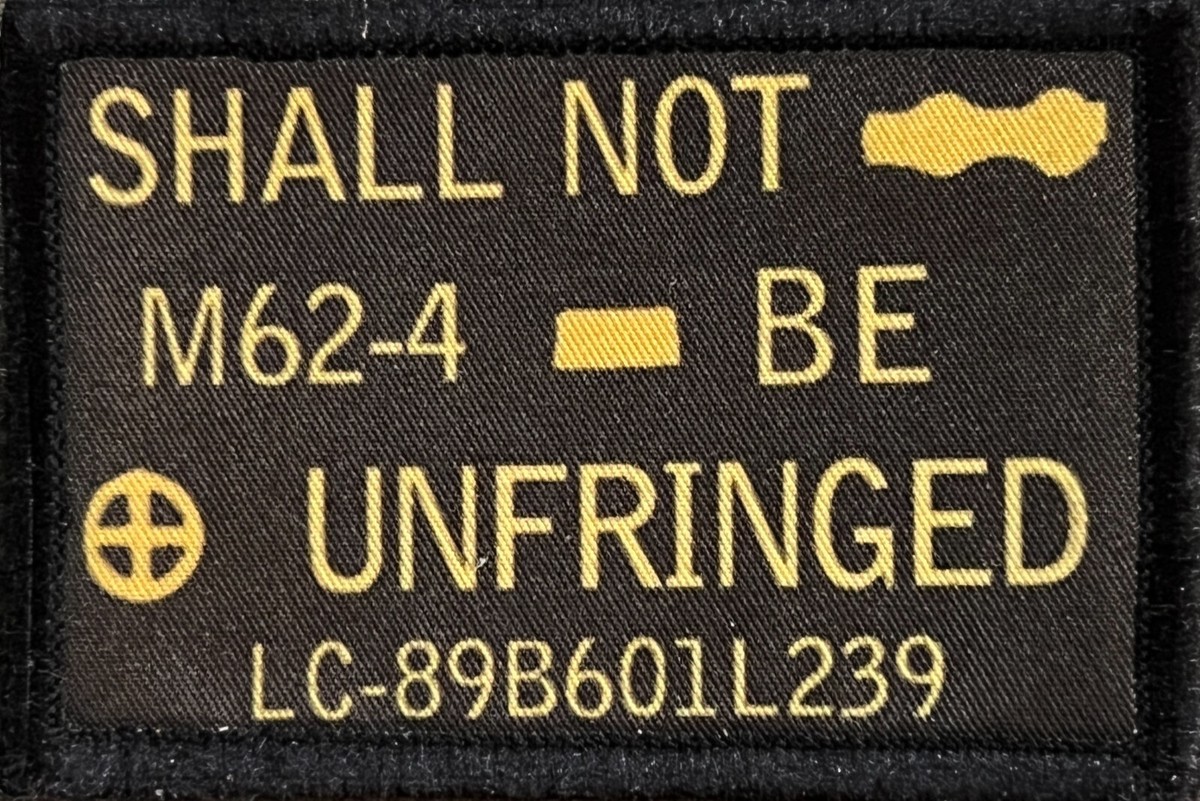 SHALL NOT
M62-4 BE
UNFRINGED
LC-89B601L239